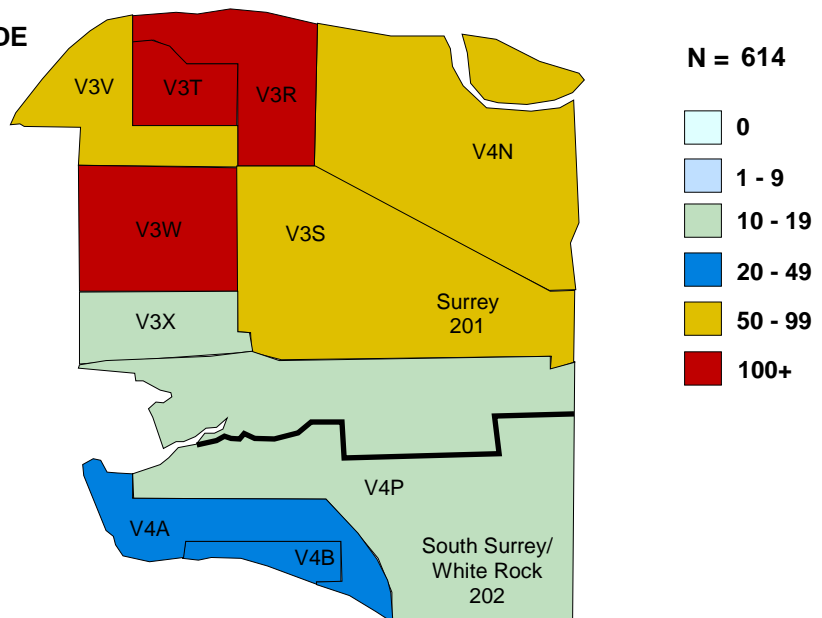 DE
V3V
V3T
V3R
V4N
V3W
V3S
Surrey
201
V3X
V4P
V4A
V4B
South Surrey/
White Rock
202
N = 614
0
1 - 9
10 - 19
20 - 49
50 - 99
100+